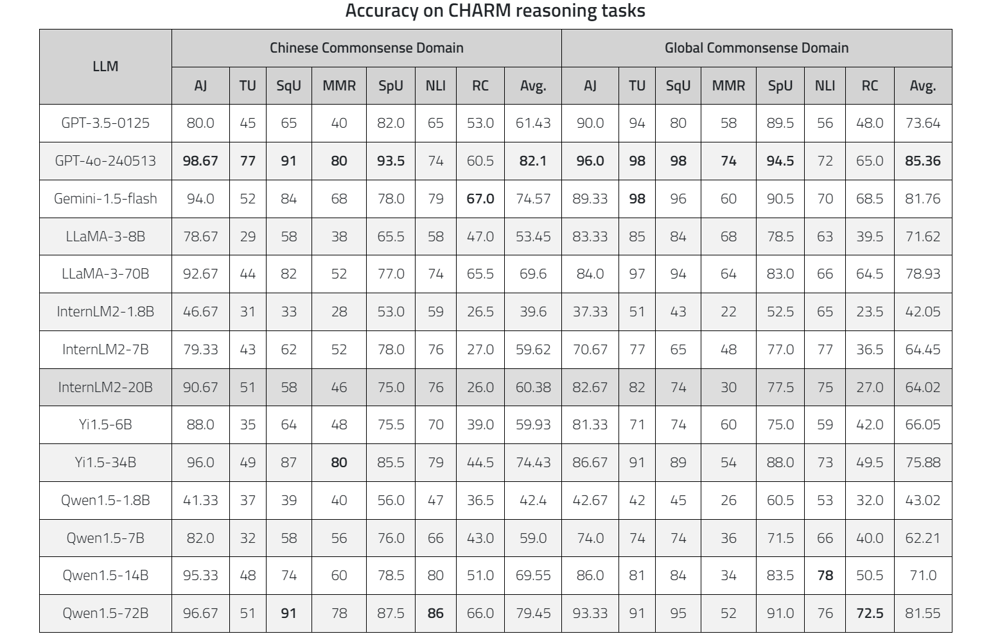 Accuracy on CHARM reasoning tasks
LLM Chinese Commonsense Domain Global Commonsense Domain
AJ TU SqU MMR SpU NLI RC Avg. AJ TU SqU MMR SpU NLI RC Avg.
GPT-3.5-0125 80.0 45 65 40 82.0 65 53.0 61.43 90.0 94 80 58 89.5 56 48.0 73.64
GPT-4o-240513 98.67 77 91 80 93.5 74 60.5 82.1 96.0 98 98 74 94.5 72 65.0 85.36
Gemini-1.5-flash 94.0 52 84 68 78.0 79 67.0 74.57 89.33 98 96 60 90.5 70 68.5 81.76
LLaMA-3-8B 78.67 29 58 38 65.5 58 47.0 53.45 83.33 85 84 68 78.5 63 39.5 71.62
LLaMA-3-70B 92.67 44 82 52 77.0 74 65.5 69.6 84.0 97 94 64 83.0 66 64.5 78.93
InternLM2-1.8B 46.67 31 33 28 53.0 59 26.5 39.6 37.33 51 43 22 52.5 65 23.5 42.05
InternLM2-7B 79.33 43 62 52 78.0 76 27.0 59.62 70.67 77 65 48 77.0 77 36.5 64.45
InternLM2-20B 90.67 51 58 46 75.0 76 26.0 60.38 82.67 82 74 30 77.5 75 27.0 64.02
Yi1.5-6B 88.0 35 64 48 75.5 70 39.0 59.93 81.33 71 74 60 75.0 59 42.0 66.05
Yi1.5-34B 96.0 49 87 80 85.5 79 44.5 74.43 86.67 91 89 54 88.0 73 49.5 75.88
Qwen1.5-1.8B 41.33 37 39 40 56.0 47 36.5 42.4 42.67 42 45 26 60.5 53 32.0 43.02
Qwen1.5-7B 82.0 32 58 56 76.0 66 43.0 59.0 74.0 74 74 36 71.5 66 40.0 62.21
Qwen1.5-14B 95.33 48 74 60 78.5 80 51.0 69.55 86.0 81 84 34 83.5 78 50.5 71.0
Qwen1.5-72B 96.67 51 91 78 87.5 86 66.0 79.45 93.33 91 95 52 91.0 76 72.5 81.55